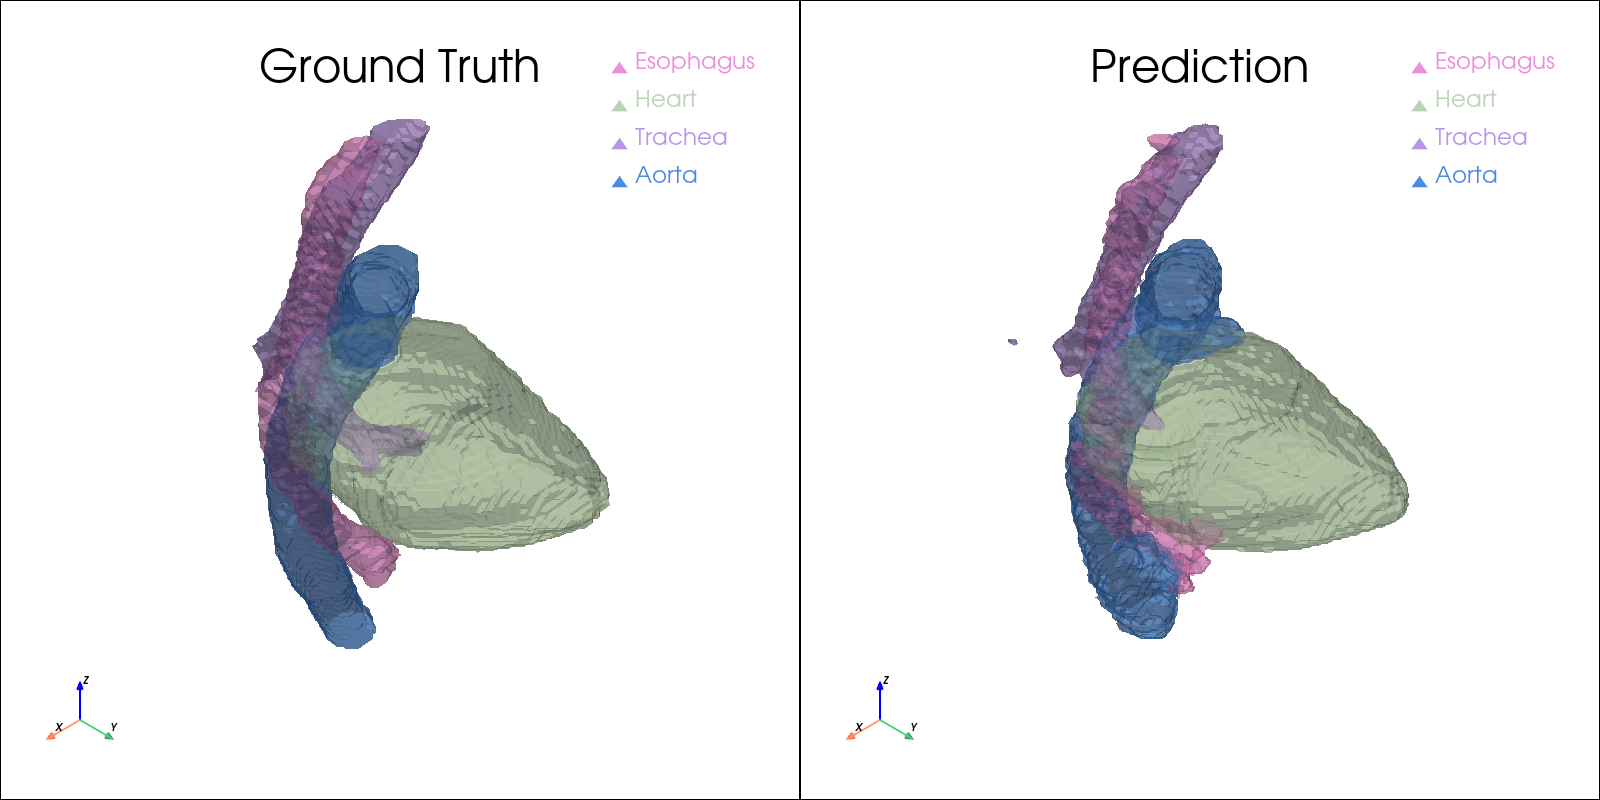 Ground Truth
Esophagus
Heart
Trachea
Aorta
Z
X
Y
Prediction
Esophagus
Heart
Trachea
Aorta
Z
X
Y